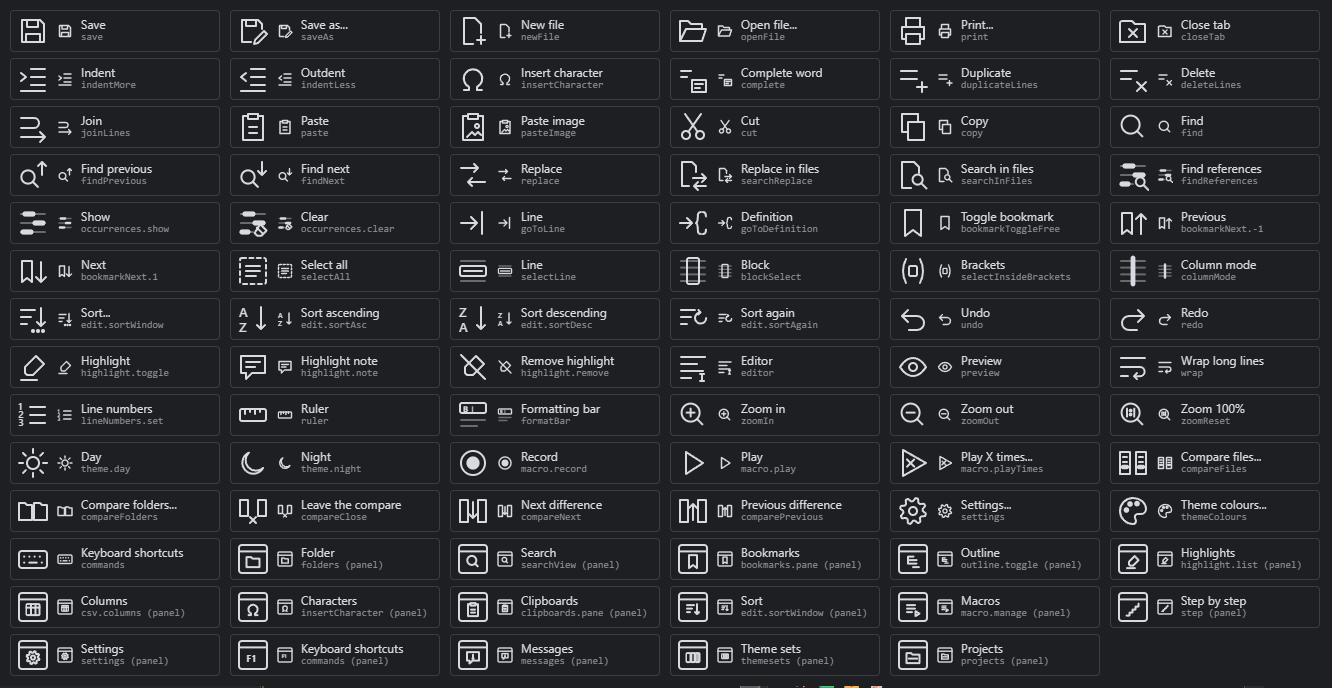 Save
save
Save as...
saveAs
New file
newFile
Open file...
openFile
Print...
print
Close tab
closeTab
Indent
indentMore
Outdent
indentLess
Insert character
insertCharacter
Complete word
complete
Duplicate
duplicateLines
Delete
deleteLines
Join
joinLines
Paste
paste
Paste image
pasteImage
Cut
cut
Copy
copy
Find
find
Find previous
findPrevious
Find next
findNext
Replace
replace
Replace in files
searchReplace
Search in files
searchInFiles
Find references
findReferences
Show
occurrences.show
Clear
occurrences.clear
Line
goToLine
Definition
goToDefinition
Toggle bookmark
bookmarkToggleFree
Previous
bookmarkNext.-1
Next
bookmarkNext.1
Select all
selectAll
Line
selectLine
Block
blockSelect
Brackets
selectInsideBrackets
Column mode
columnMode
Sort...
edit.sortWindow
A
Z
Sort ascending
edit.sortAsc
Z
A
Sort descending
edit.sortDesc
Sort again
edit.sortAgain
Undo
undo
Redo
redo
Highlight
highlight.toggle
Highlight note
highlight.note
Remove highlight
highlight.remove
Editor
editor
Preview
preview
Wrap long lines
wrap
1
2
3
Line numbers
lineNumbers.set
Ruler
ruler
B I
Formatting bar
formatBar
Zoom in
zoomIn
Zoom out
zoomOut
Zoom 100%
zoomReset
Day
theme.day
Night
theme.night
Record
macro.record
Play
macro.play
Play X times...
macro.playTimes
Compare files...
compareFiles
Compare folders...
compareFolders
Leave the compare
compareClose
Next difference
compareNext
Previous difference
comparePrevious
Settings...
settings
Theme colours...
themeColours
Keyboard shortcuts
commands
Folder
folders (panel)
Search
searchView (panel)
Bookmarks
bookmarks.pane (panel)
Outline
outline.toggle (panel)
Highlights
highlight.list (panel)
Columns
csv.columns (panel)
Ω
Characters
insertCharacter (panel)
Clipboards
clipboards.pane (panel)
Sort
edit.sortWindow (panel)
Macros
macro.manage (panel)
Step by step
step (panel)
Settings
settings (panel)
F1
Keyboard shortcuts
commands (panel)
Messages
messages (panel)
Theme sets
themesets (panel)
Projects
projects (panel)